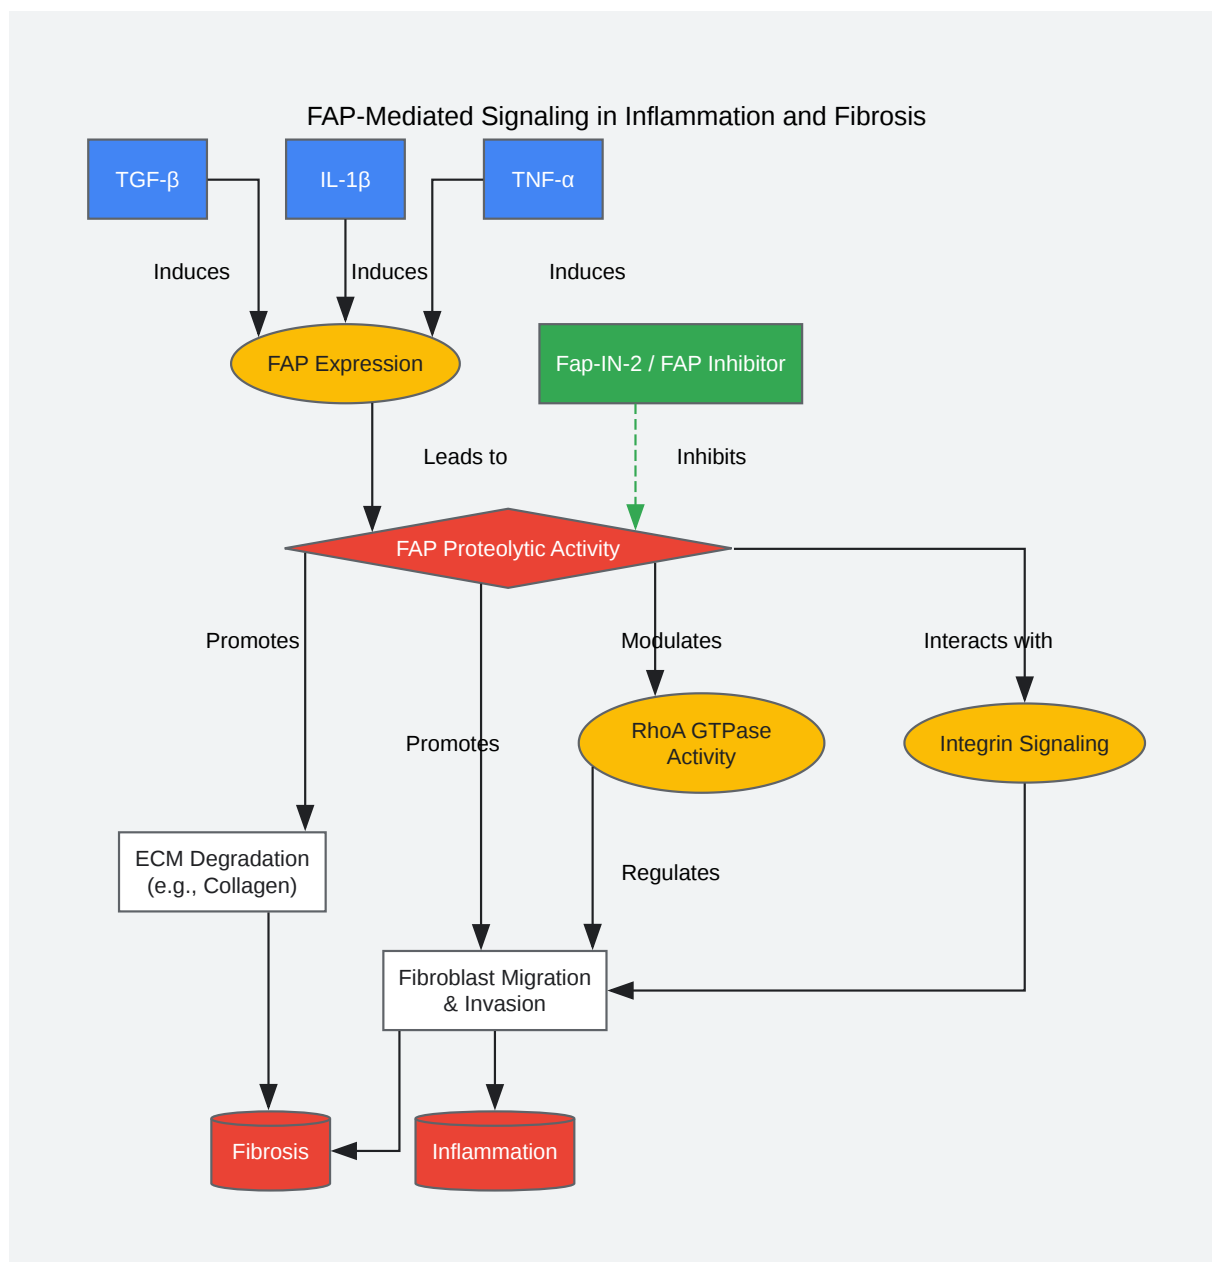 FAP-Mediated Signaling in Inflammation and Fibrosis
TGF-β
IL-1β
TNF-α
Induces
Induces
Induces
FAP Expression
Fap-IN-2 / FAP Inhibitor
Leads to
Inhibits
FAP Proteolytic Activity
Promotes
Modulates
Interacts with
Promotes
RhoA GTPase
Activity
Integrin Signaling
ECM Degradation
(e.g., Collagen)
Regulates
Fibroblast Migration
& Invasion
Fibrosis
Inflammation